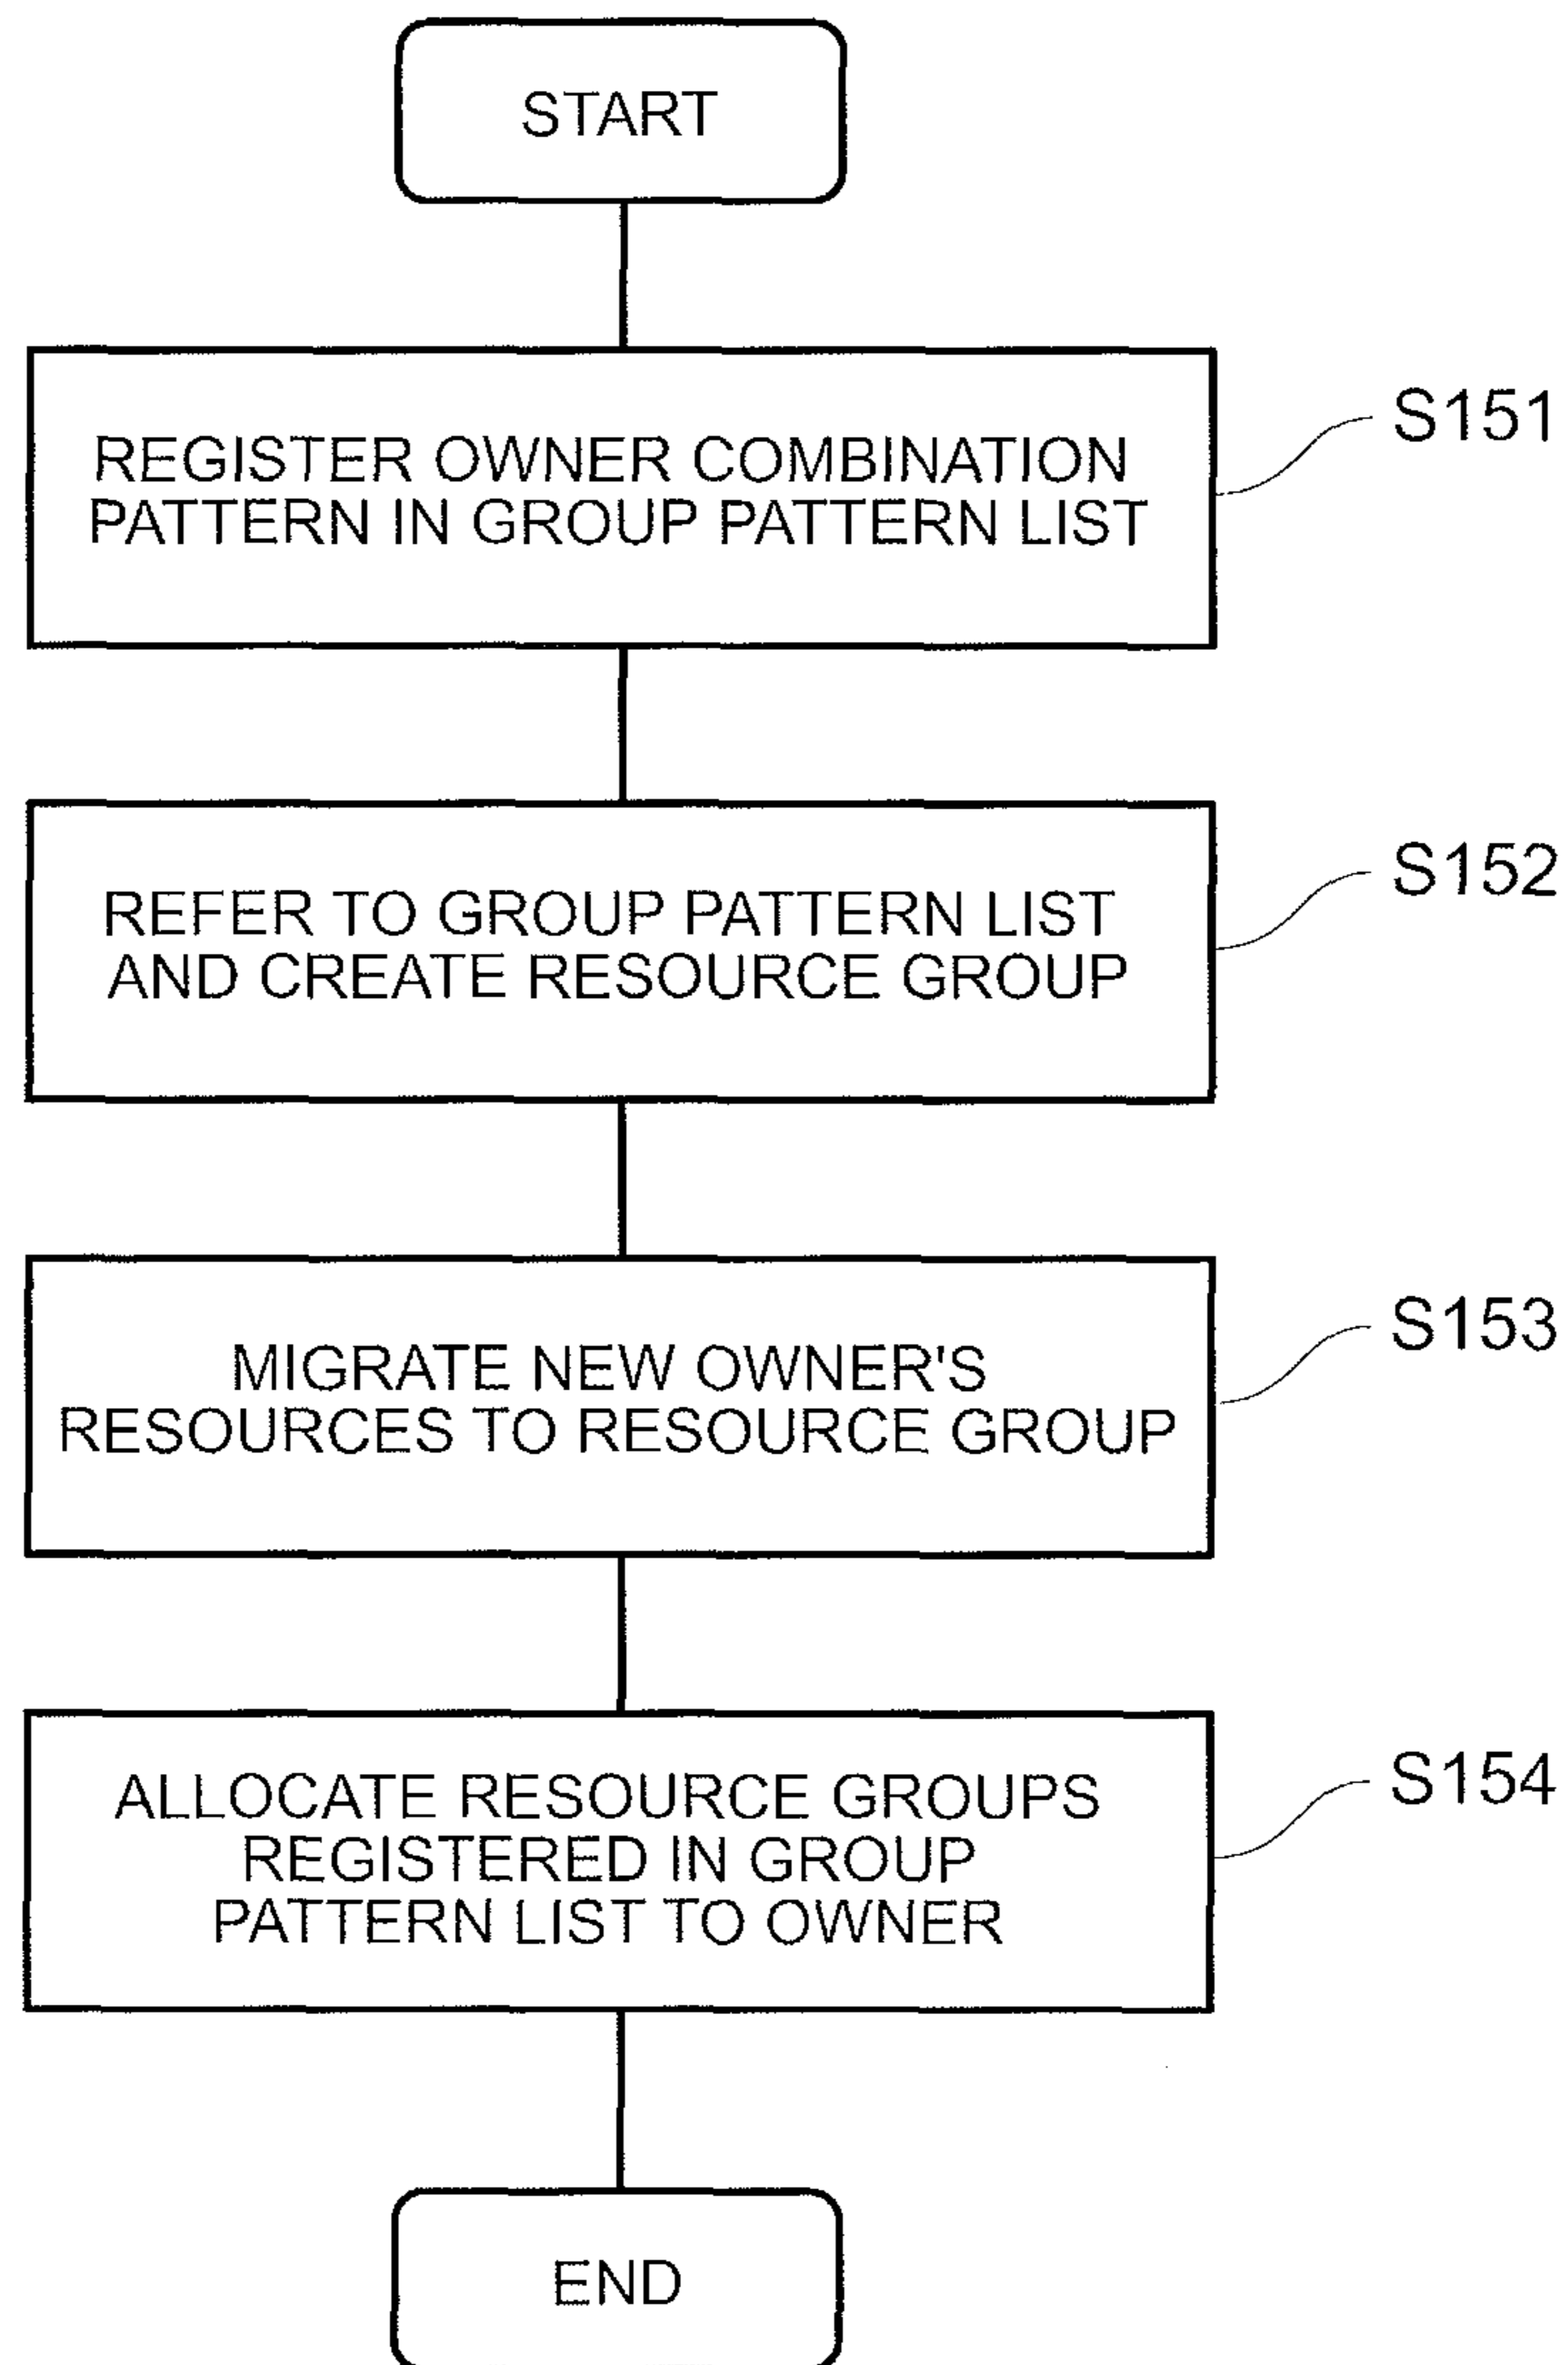 START
REGISTER OWNER COMBINATION
PATTERN IN GROUP PATTERN LIST
S151
REFER TO GROUP PATTERN LIST
AND CREATE RESOURCE GROUP
S152
MIGRATE NEW OWNER'S
RESOURCES TO RESOURCE GROUP
S153
ALLOCATE RESOURCE GROUPS
REGISTERED IN GROUP
PATTERN LIST TO OWNER
S154
END